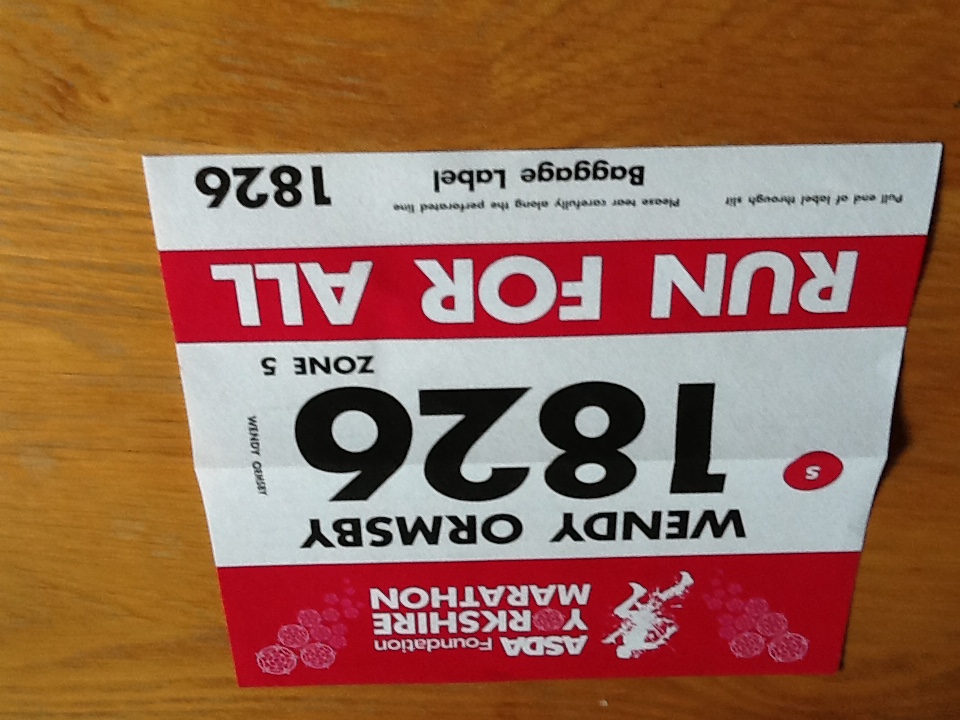 ASDA Foundation
YORKSHIRE
MARATHON
WENDY ORMSBY
S
1826
WENDY ORMSBY
ZONE 5
RUN FOR ALL
Pull end of label through slit
Please tear carefully along the perforated line
Baggage Label
1826